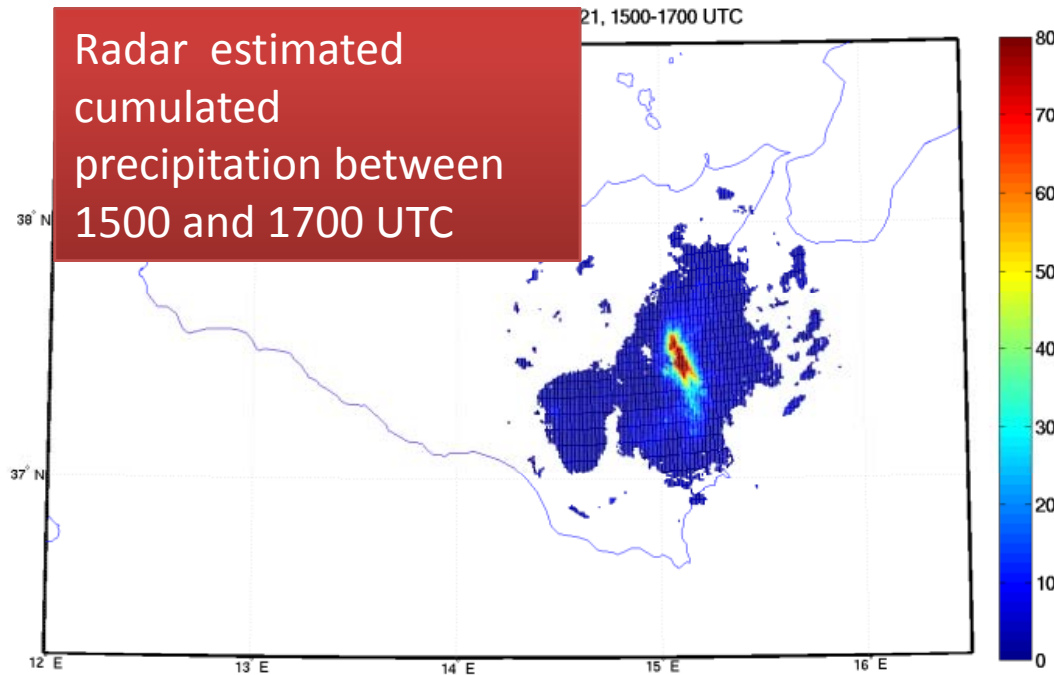 Radar estimated
cumulated
precipitation between
1500 and 1700 UTC
21, 1500-1700 UTC
80
70
60
50
40
30
20
10
0
38° N
37° N
12° E
13° E
14° E
15° E
16° E